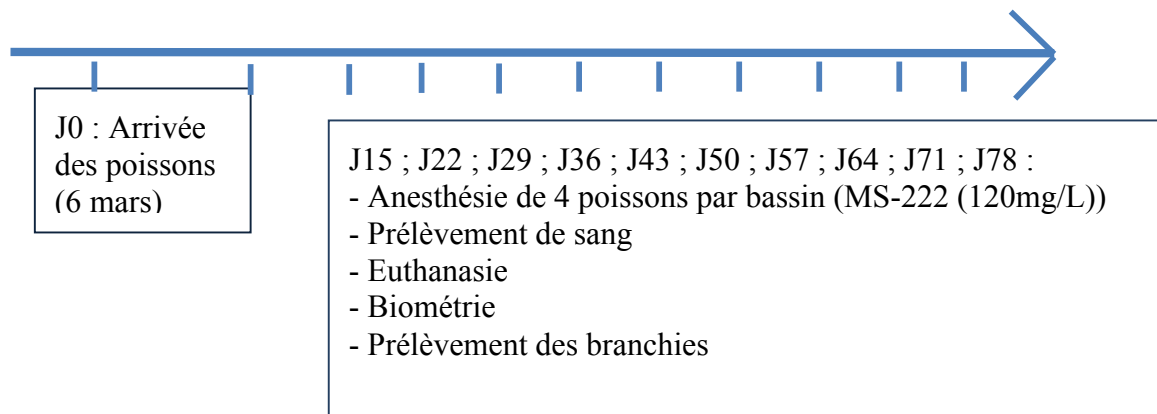 J0 : Arrivée
des poissons
(6 mars)
J15 ; J22 ; J29 ; J36 ; J43 ; J50 ; J57 ; J64 ; J71 ; J78 :
- Anesthésie de 4 poissons par bassin (MS-222 (120mg/L))
- Prélèvement de sang
- Euthanasie
- Biométrie
- Prélèvement des branchies